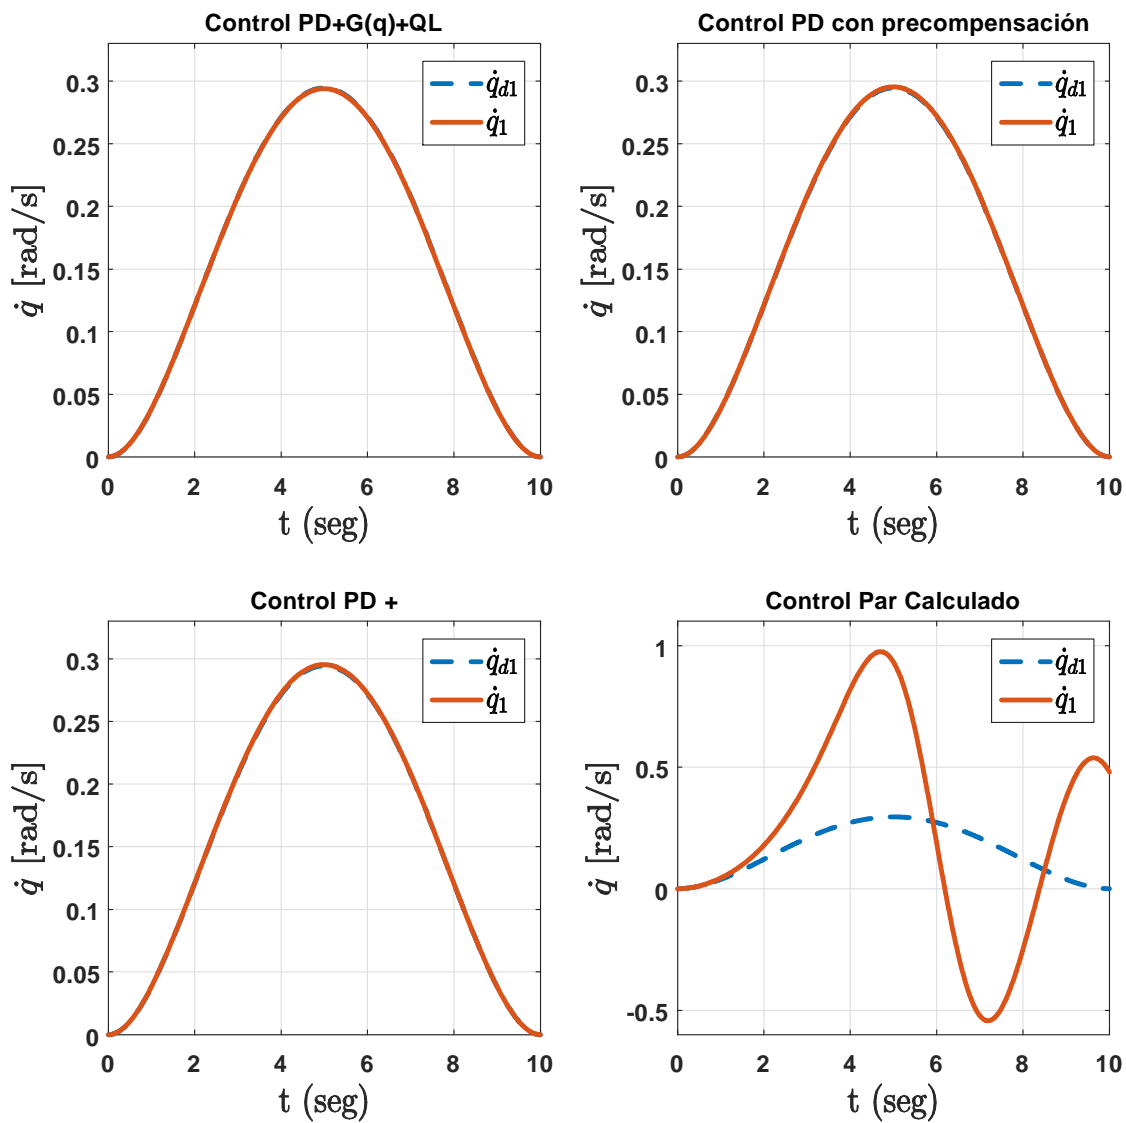 Control PD+G(q)+QL
q̇_{d1}
q̇_1
0.3
0.25
0.2
0.15
0.1
0.05
0
q̇ [rad/s]
0 2 4 6 8 10
t (seg)
Control PD con precompensación
q̇_{d1}
q̇_1
0.3
0.25
0.2
0.15
0.1
0.05
0
q̇ [rad/s]
0 2 4 6 8 10
t (seg)
Control PD +
q̇_{d1}
q̇_1
0.3
0.25
0.2
0.15
0.1
0.05
0
q̇ [rad/s]
0 2 4 6 8 10
t (seg)
Control Par Calculado
q̇_{d1}
q̇_1
1
0.5
0
-0.5
q̇ [rad/s]
0 2 4 6 8 10
t (seg)